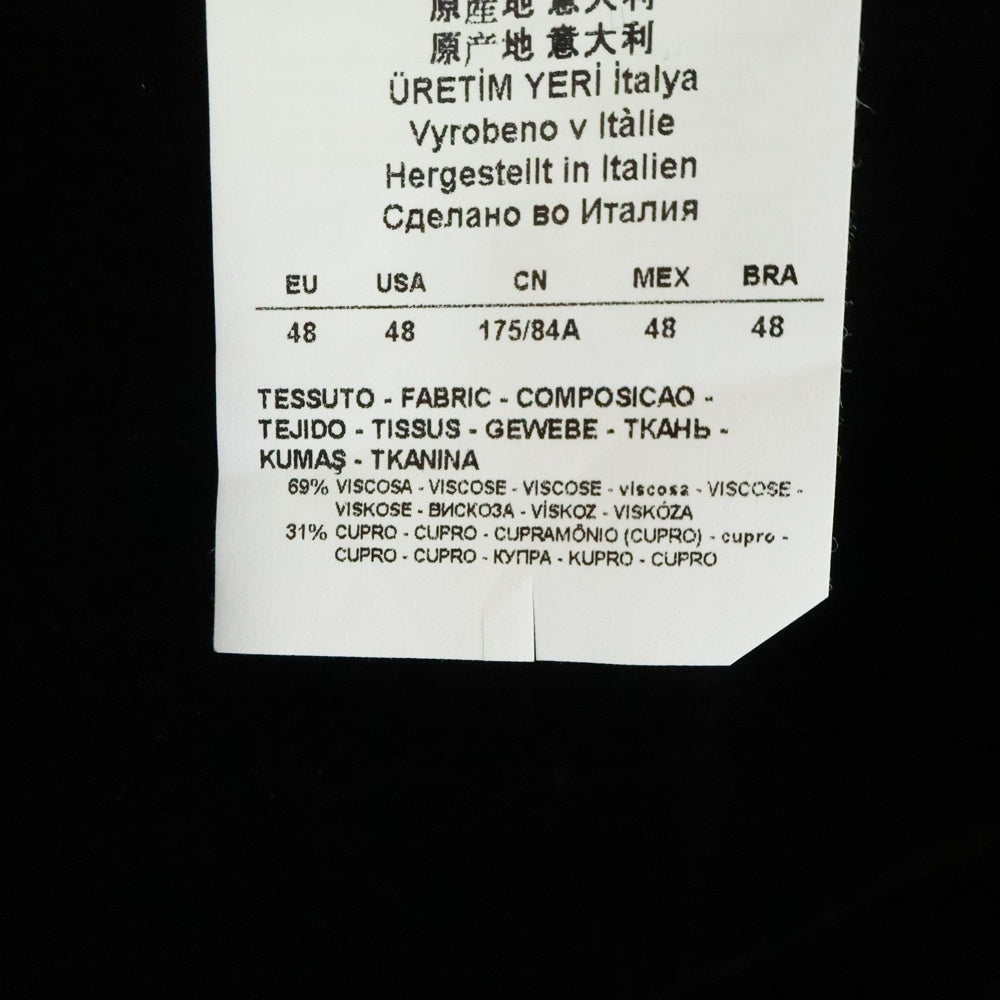 原産地 意大利
原产地 意大利
ÜRETİM YERİ İtalya
Vyrobeno v Itàlie
Hergestellt in Italien
Сделано во Италия
EU USA CN MEX BRA
48 48 175/84A 48 48
TESSUTO - FABRIC - COMPOSICAO -
TEJIDO - TISSUS - GEWEBE - ТКАНЬ -
KUMAŞ - TKANINA
69% VISCOSA - VISCOSE - VISCOSE - viscosa - VISCOSE -
VISKOSE - ВИСКОЗА - VİSKOZ - VISKÓZA
31% CUPRO - CUPRO - CUPRAMÔNIO (CUPRO) - cupro -
CUPRO - CUPRO - КУПРА - KUPRO - CUPRO